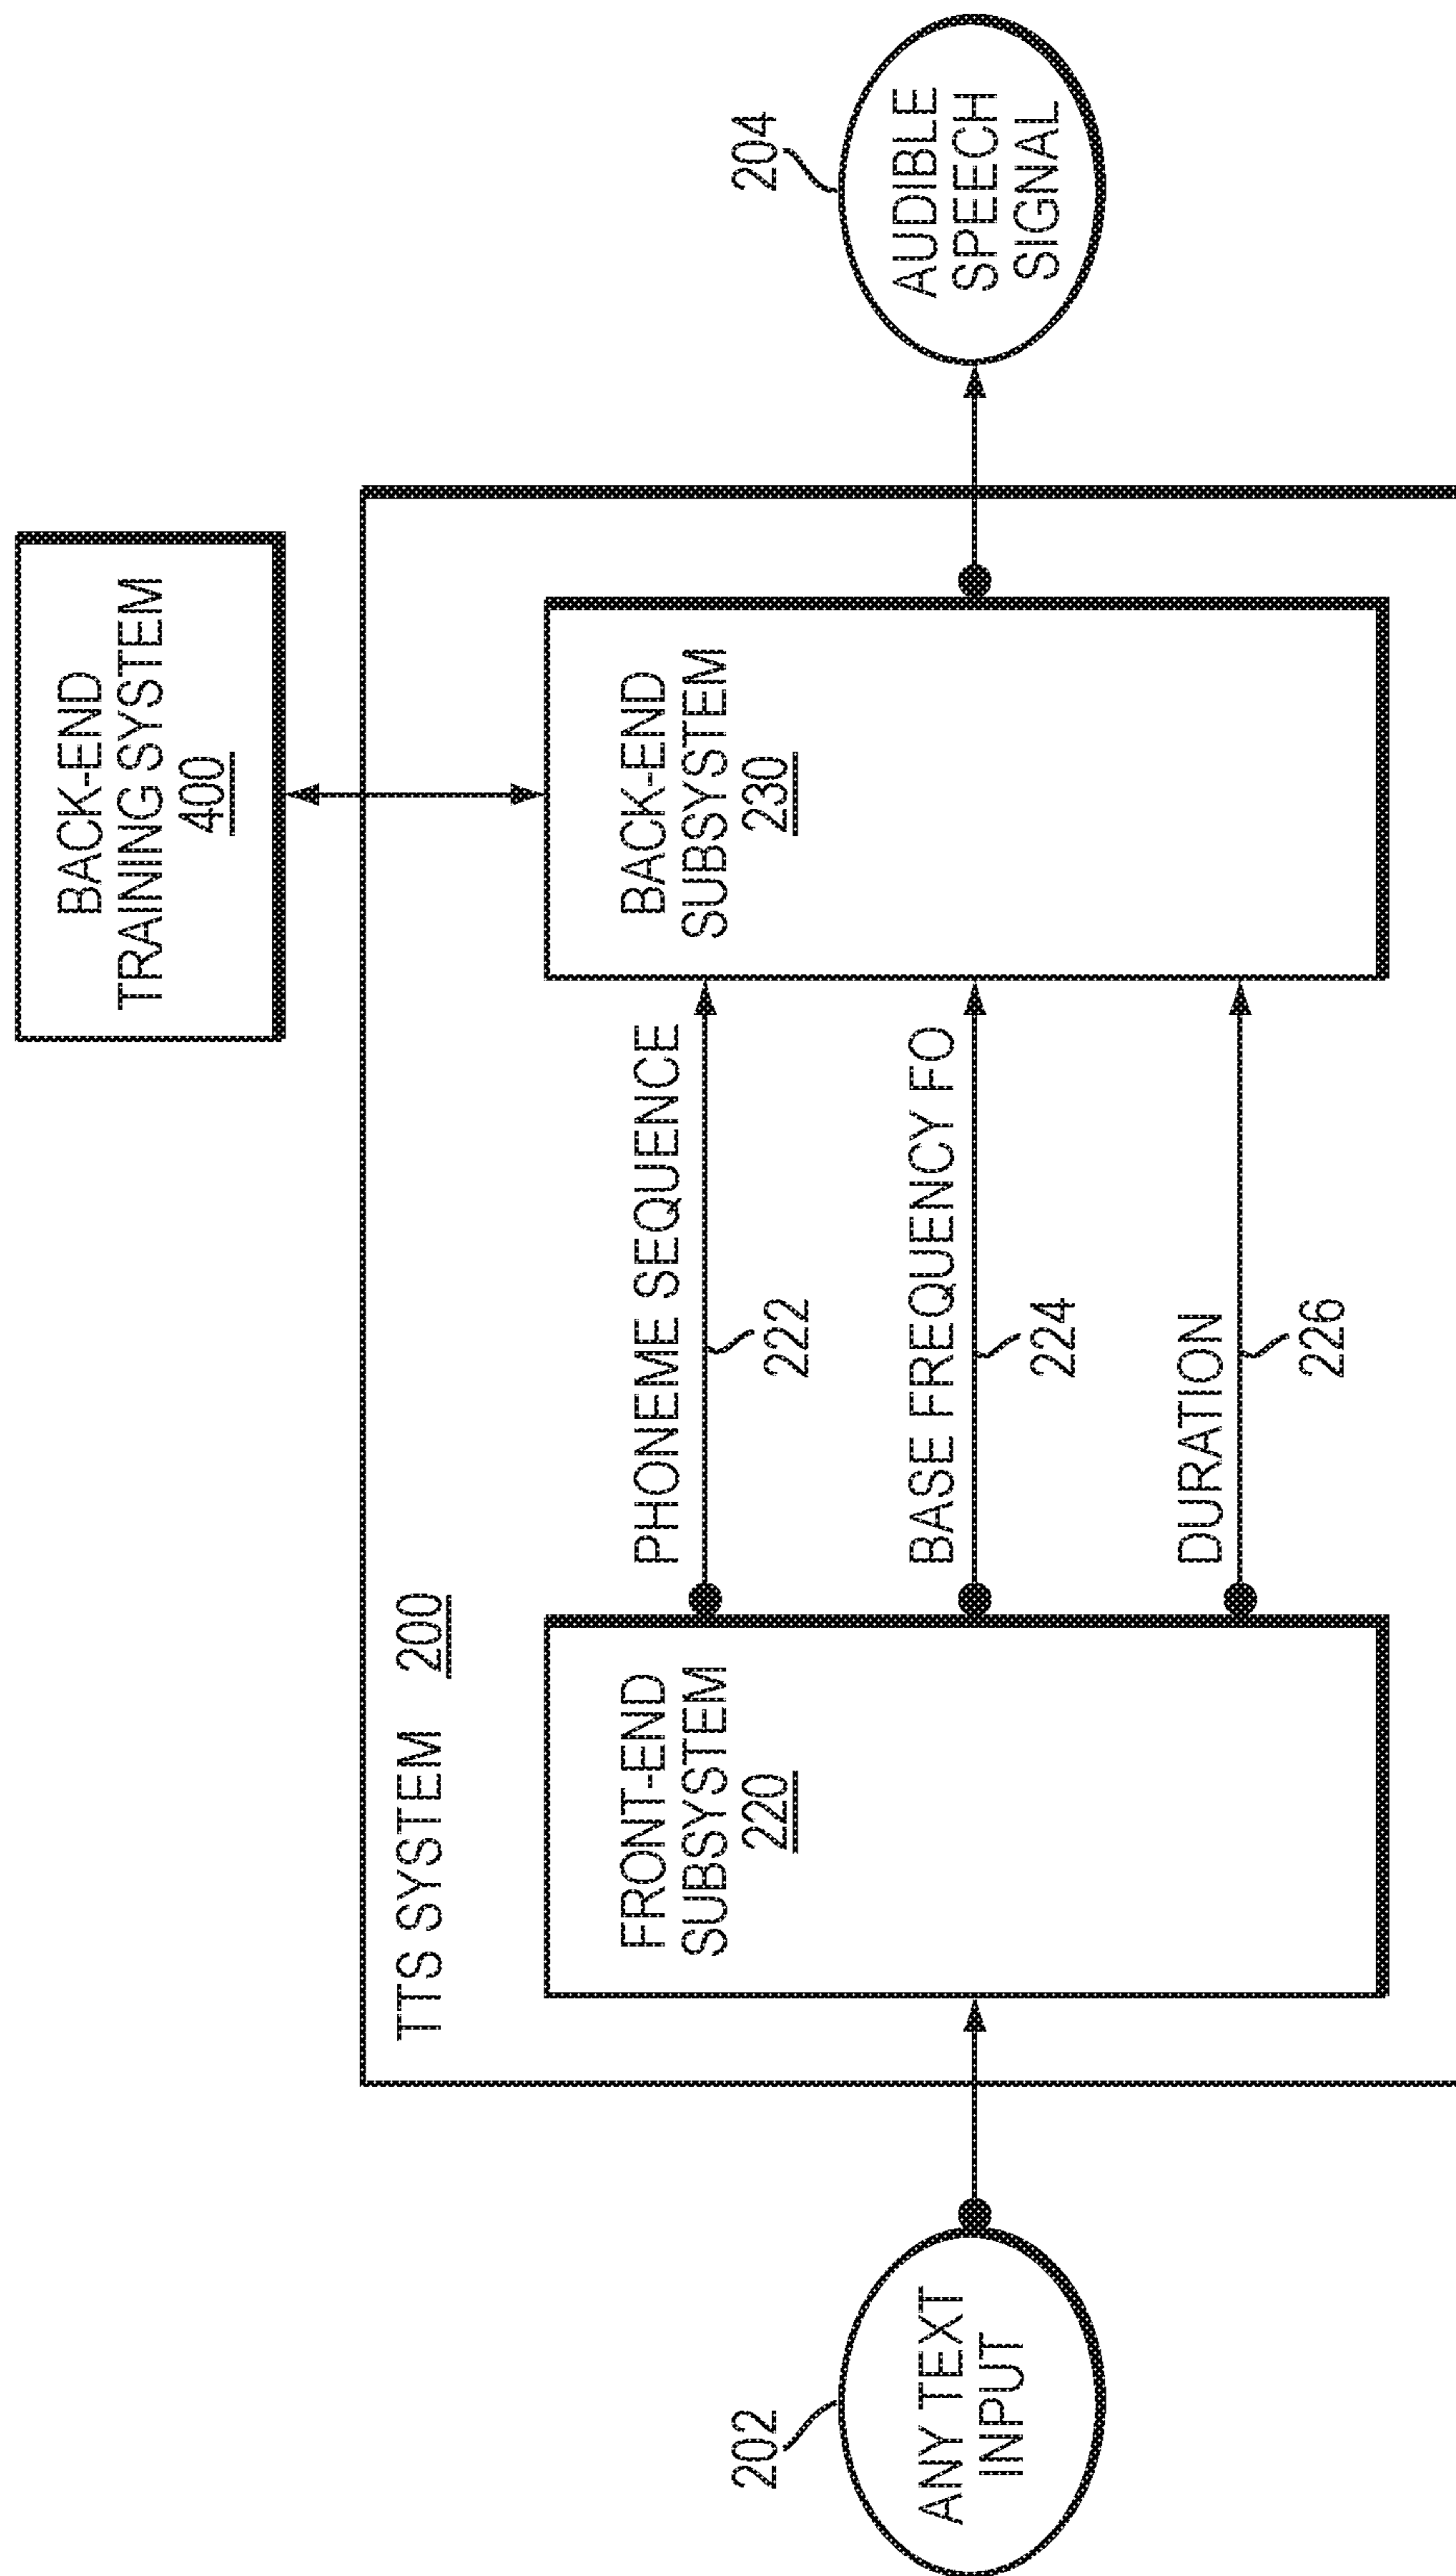 BACK-END
TRAINING SYSTEM
400
TTS SYSTEM 200
202
ANY TEXT
INPUT
FRONT-END
SUBSYSTEM
220
PHONEME SEQUENCE
222
BASE FREQUENCY FO
224
DURATION
226
BACK-END
SUBSYSTEM
230
204
AUDIBLE
SPEECH
SIGNAL